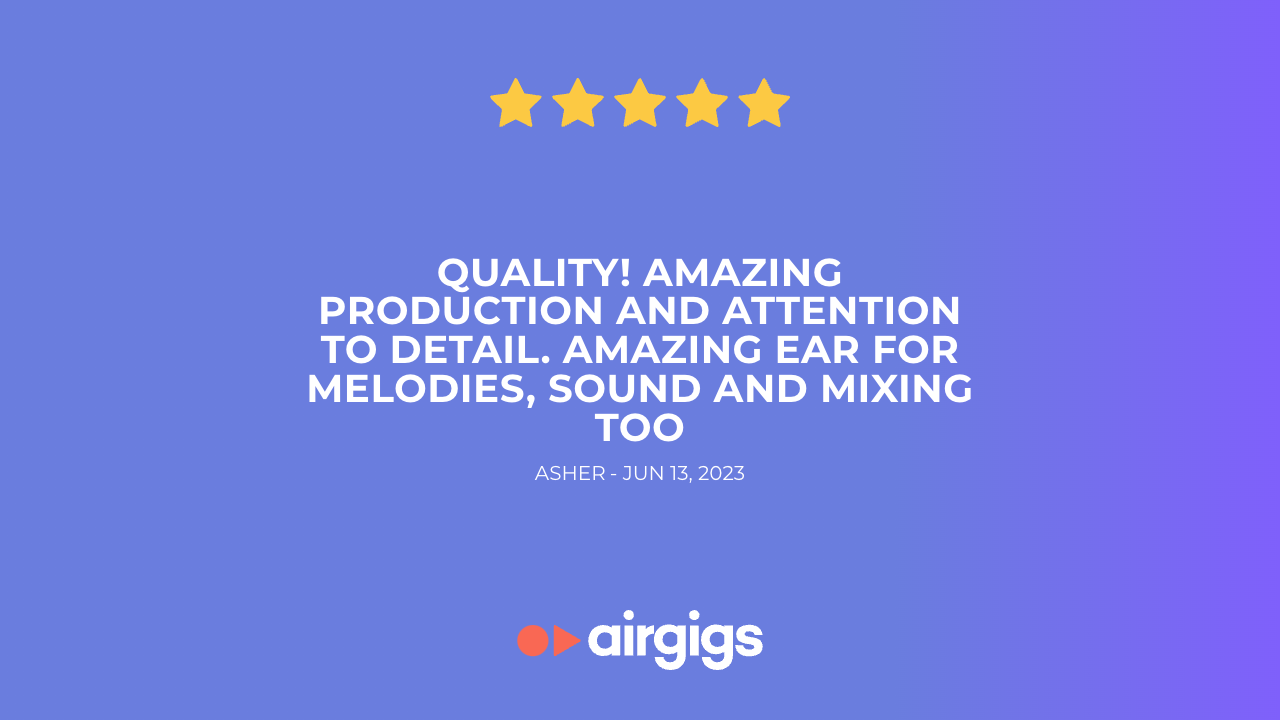 QUALITY! AMAZING
PRODUCTION AND ATTENTION
TO DETAIL. AMAZING EAR FOR
MELODIES, SOUND AND MIXING
TOO
ASHER - JUN 13, 2023
airgigs